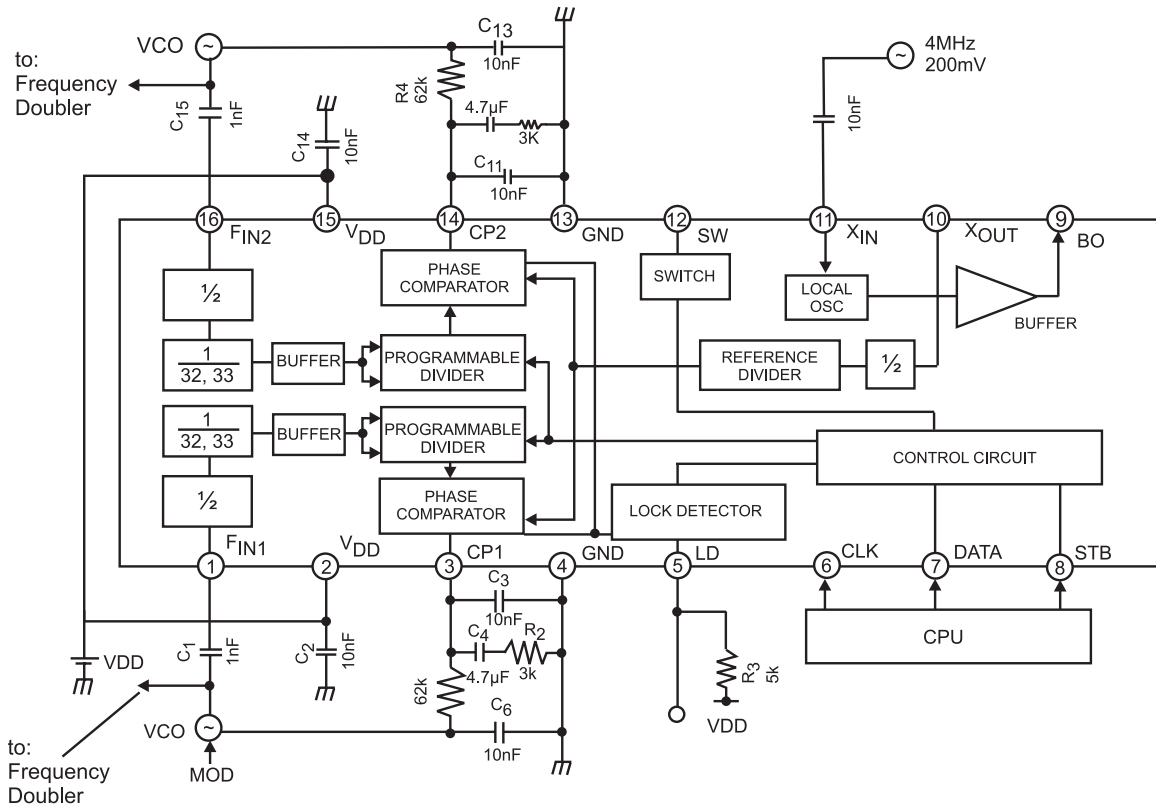 VCO
to:
Frequency
Doubler
C15
1nF
C14
10nF
R4
62k
C13
10nF
4.7µF
3K
C11
10nF
4MHz
200mV
10nF
16
15
14
13
12
11
10
9
FIN2
VDD
CP2
GND
SW
XIN
XOUT
BO
½
PHASE
COMPARATOR
SWITCH
LOCAL
OSC
BUFFER
1
32, 33
BUFFER
PROGRAMMABLE
DIVIDER
REFERENCE
DIVIDER
½
1
32, 33
BUFFER
PROGRAMMABLE
DIVIDER
CONTROL CIRCUIT
½
PHASE
COMPARATOR
LOCK DETECTOR
FIN1
VDD
CP1
GND
LD
CLK
DATA
STB
1
2
3
4
5
6
7
8
CPU
VDD
C1
1nF
C2
10nF
C3
10nF
C4
4.7µF
R2
3k
62k
C6
10nF
R3
5k
VDD
VCO
MOD
to:
Frequency
Doubler